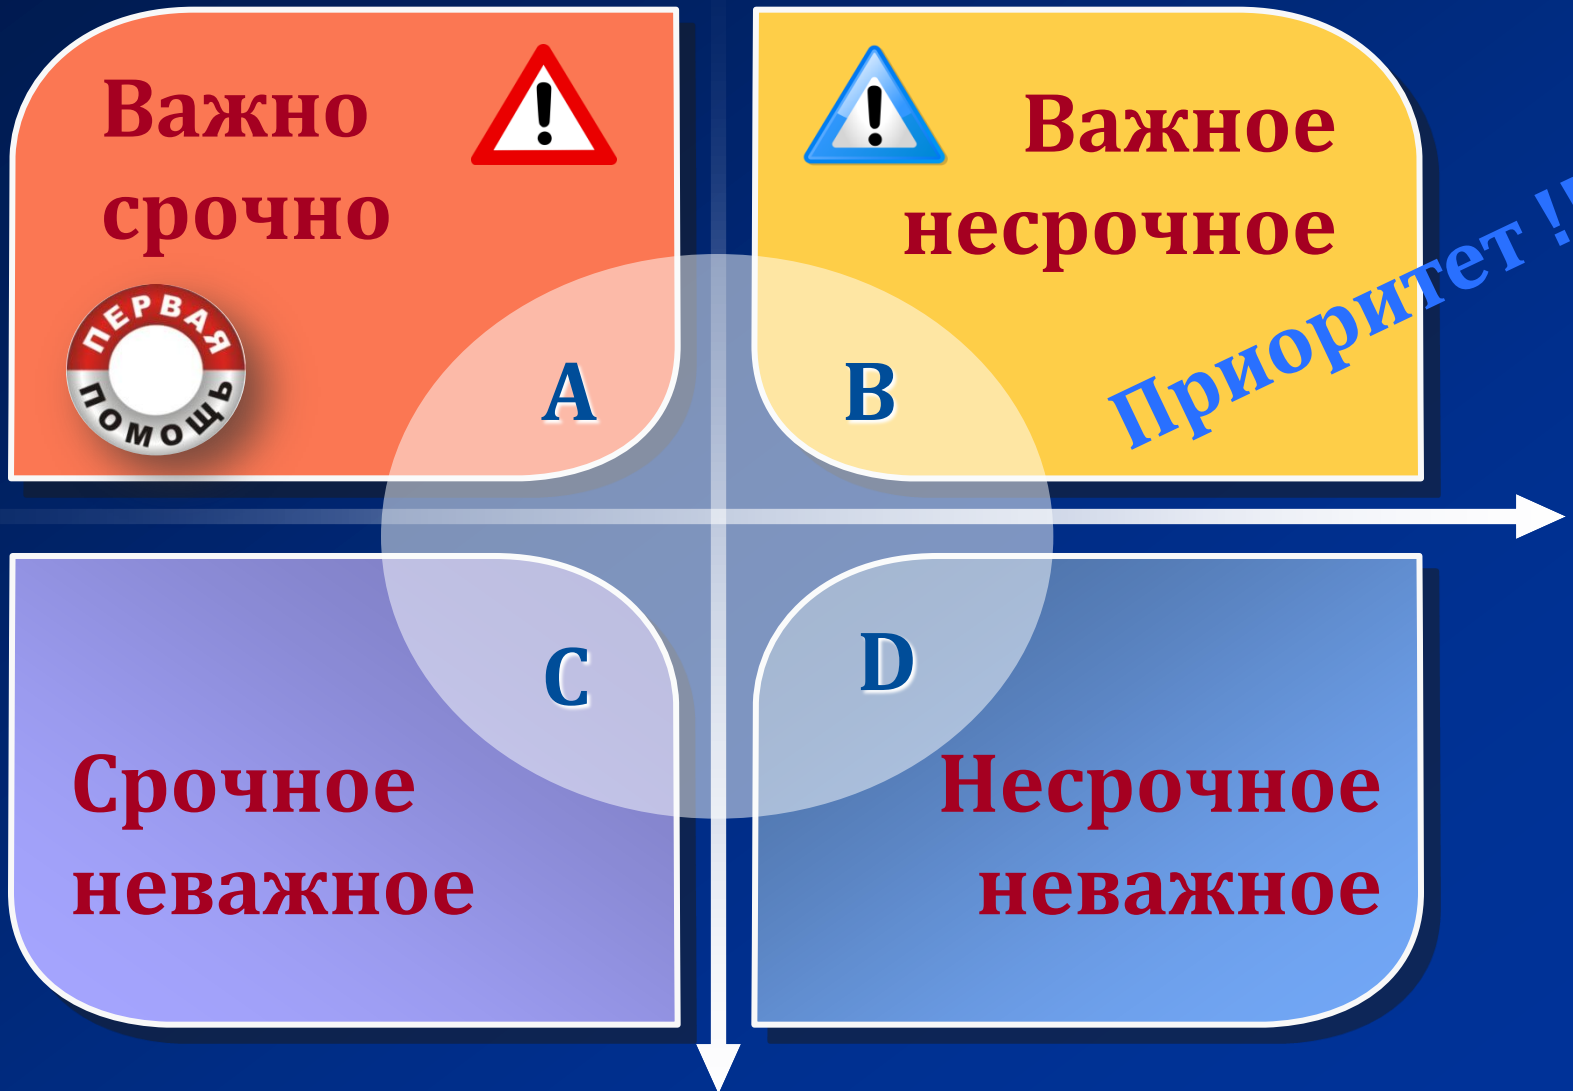 Важно
срочно
ПЕРВАЯ
ПОМОЩЬ
A
Важное
несрочное
Приоритет !
B
C
Срочное
неважное
D
Несрочное
неважное